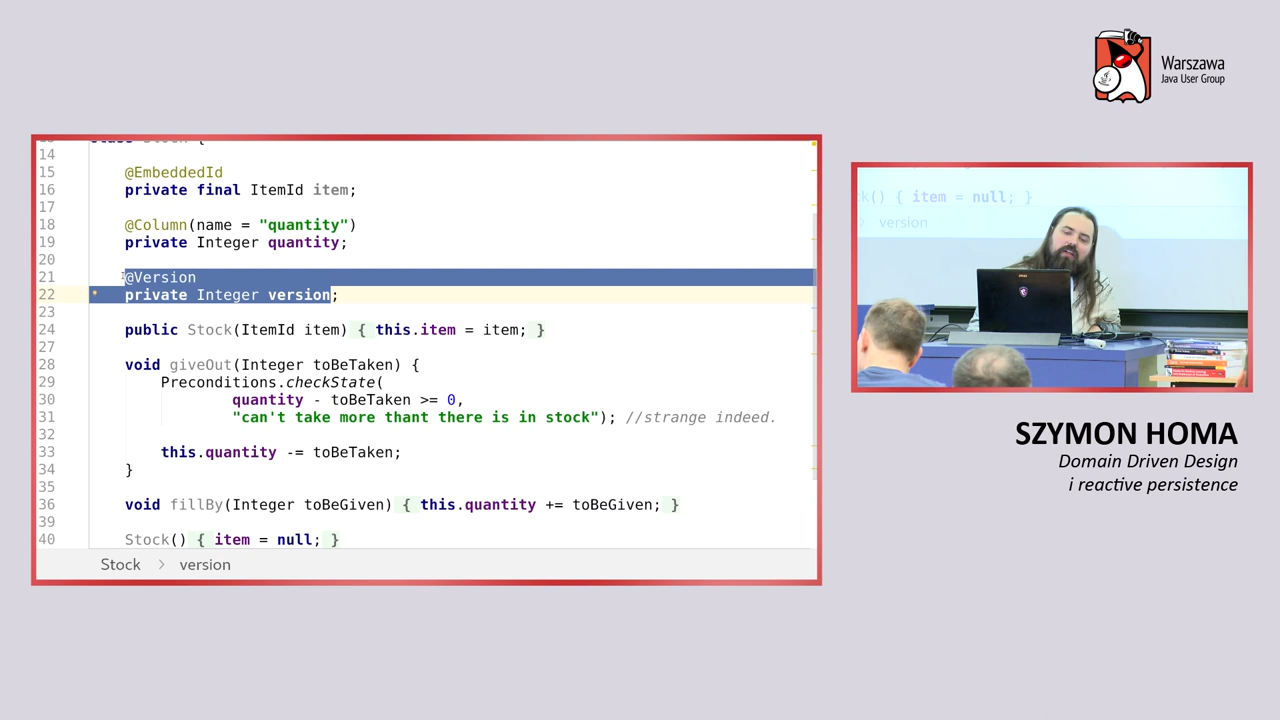 Warszawa
Java User Group
14
15 @EmbeddedId
16 private final ItemId item;
17
18 @Column(name = "quantity")
19 private Integer quantity;
20
21 @Version
22 private Integer version;
23
24 public Stock(ItemId item) { this.item = item; }
27
28 void giveOut(Integer toBeTaken) {
29 Preconditions.checkState(
30 quantity - toBeTaken >= 0,
31 "can't take more thant there is in stock"); //strange indeed.
32
33 this.quantity -= toBeTaken;
34 }
35
36 void fillBy(Integer toBeGiven) { this.quantity += toBeGiven; }
39
40 Stock() { item = null; }
Stock > version
ck() { item = null; }
version
SZYMON HOMA
Domain Driven Design
i reactive persistence